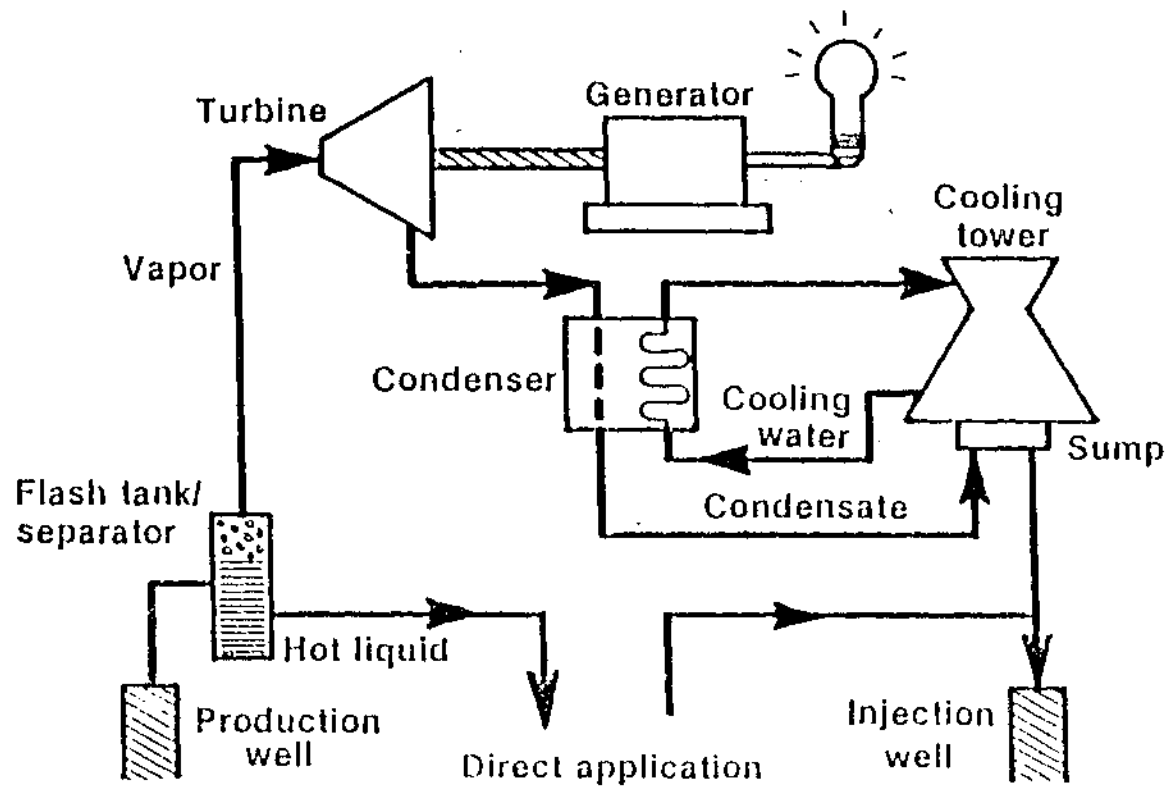 Turbine
Generator
Cooling
tower
Vapor
Condenser
Cooling
water
Sump
Condensate
Flash tank/
separator
Hot liquid
Production
well
Direct application
Injection
well